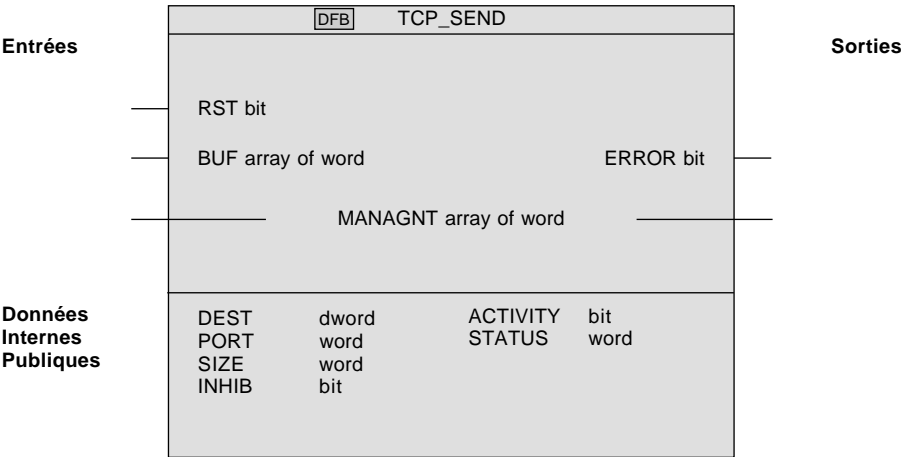 DFB TCP_SEND
Entrées
Sorties
RST bit
BUF array of word ERROR bit
MANAGNT array of word
Données
Internes
Publiques
DEST dword ACTIVITY bit
PORT word STATUS word
SIZE word
INHIB bit